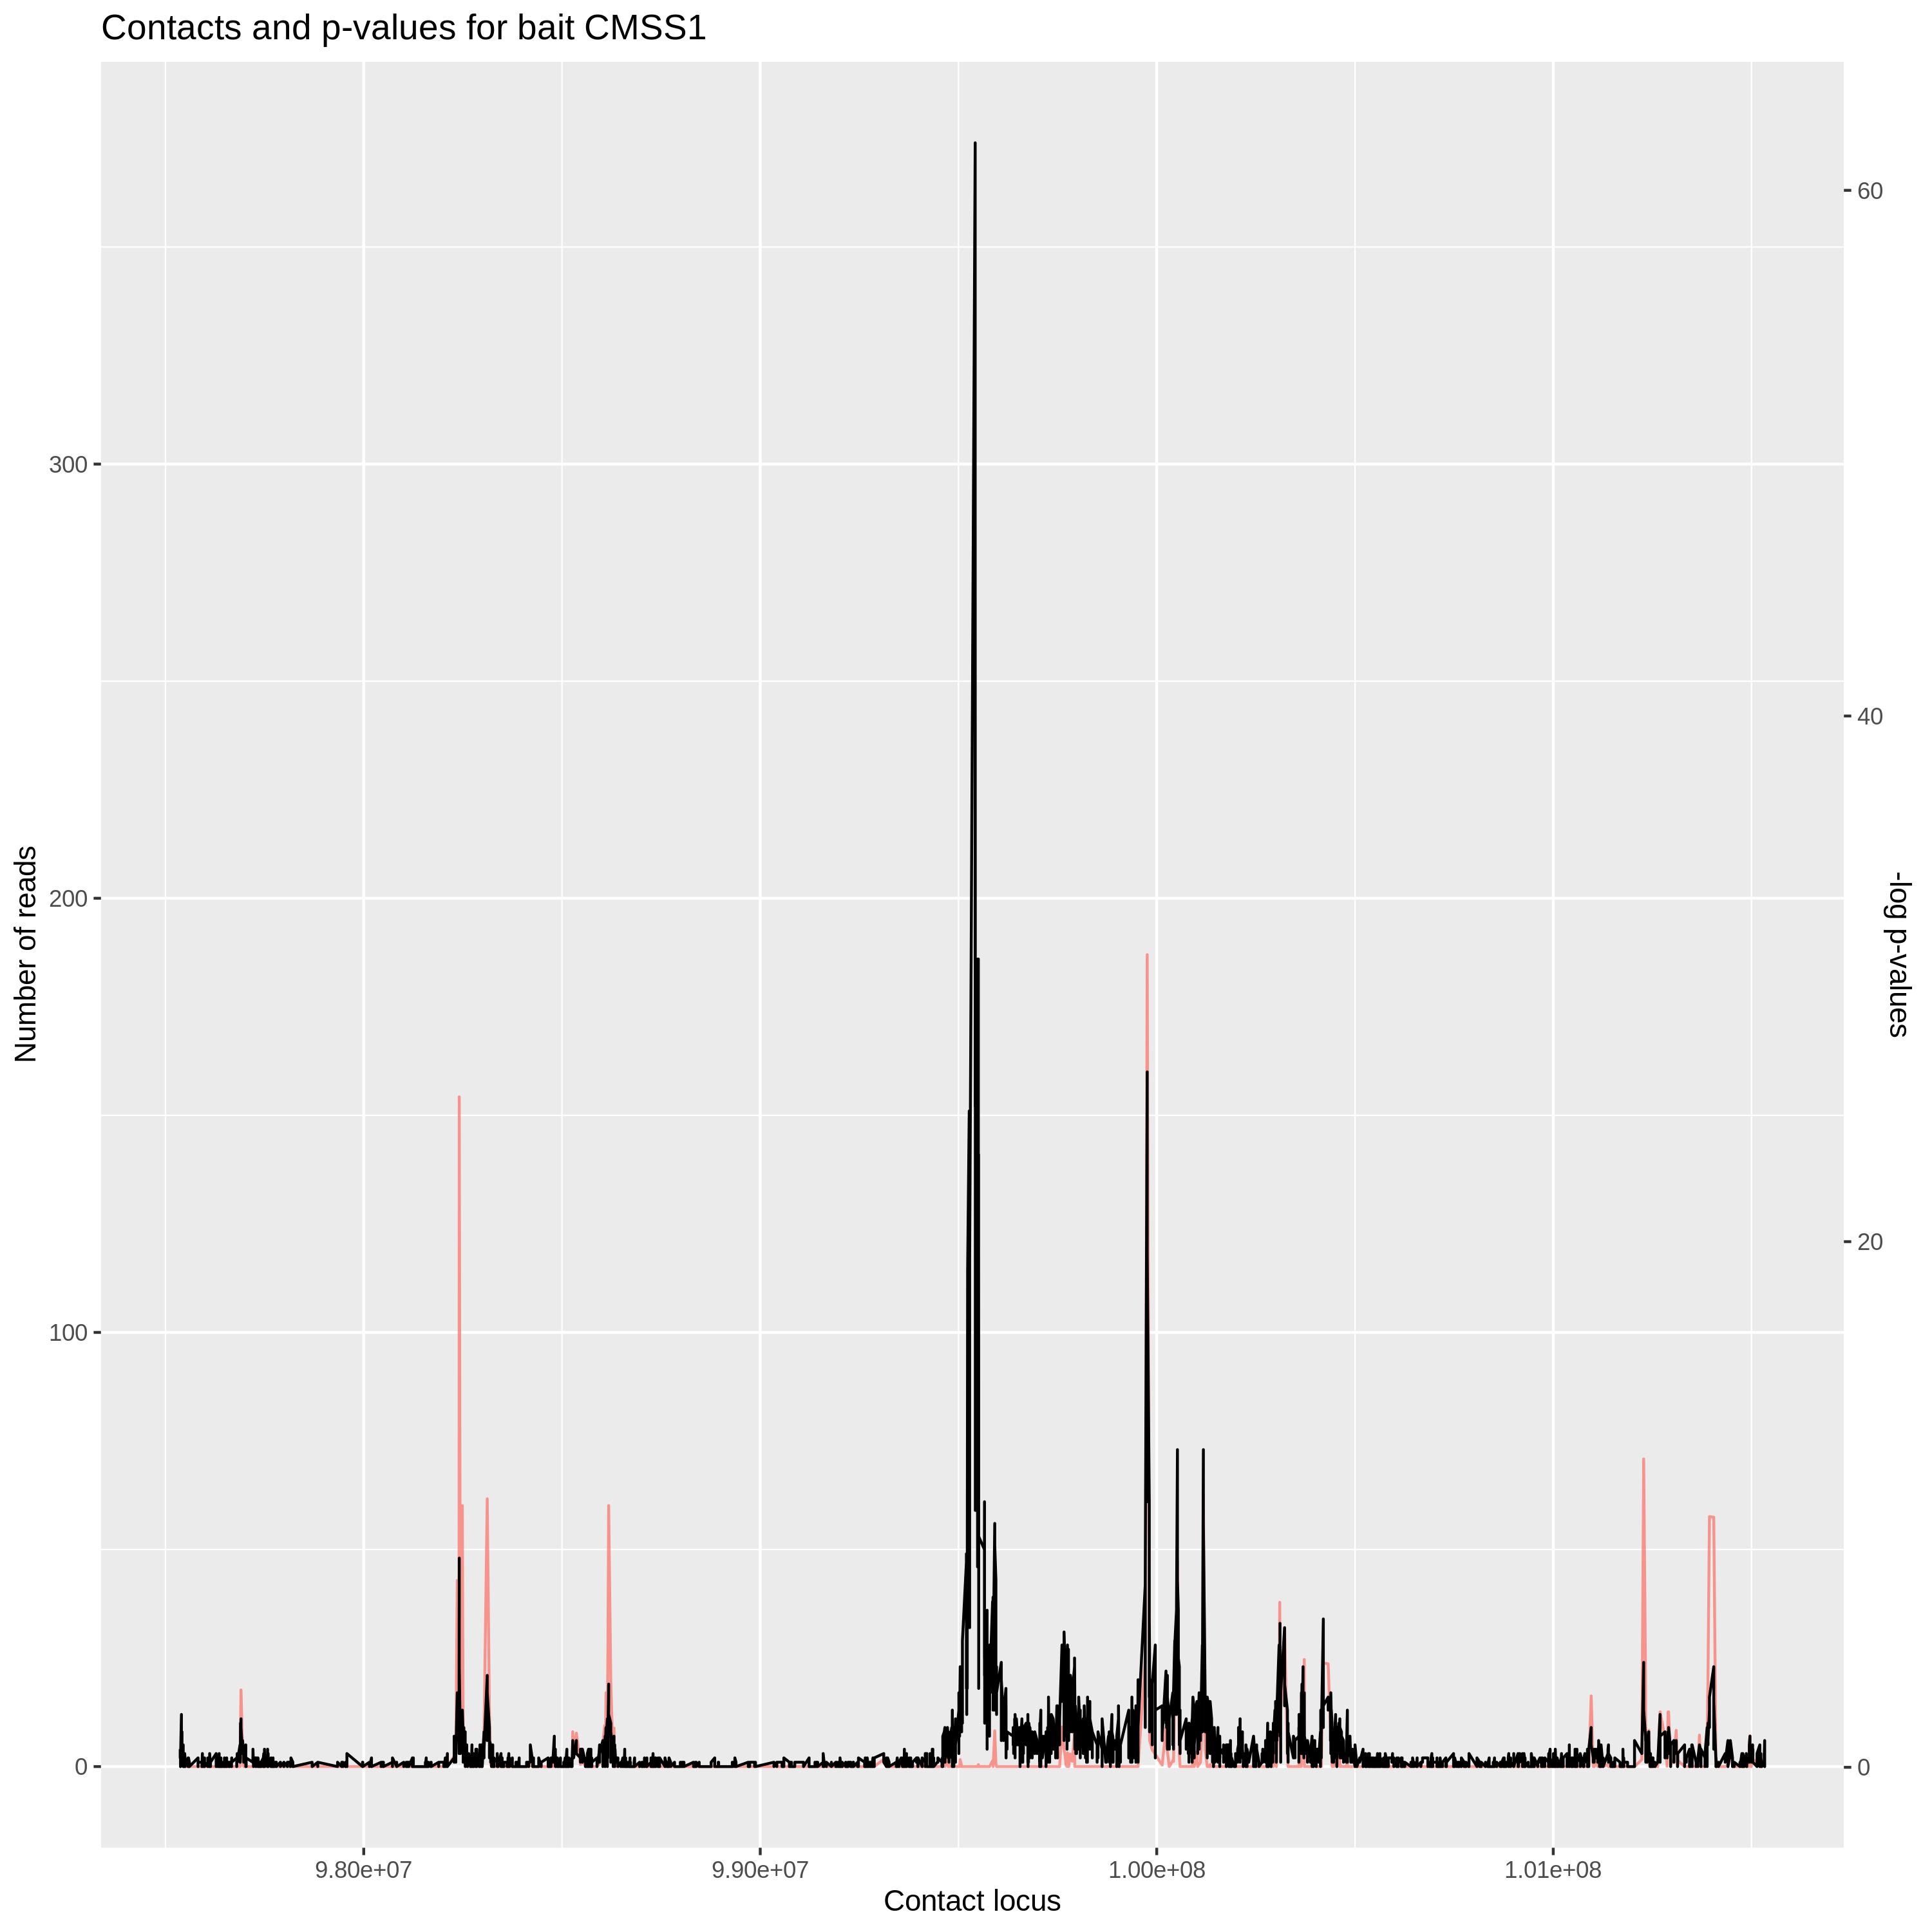 Contacts and p-values for bait CMSS1
300
200
100
0
Number of reads
60
40
20
0
-log p-values
9.80e+07
9.90e+07
1.00e+08
1.01e+08
Contact locus